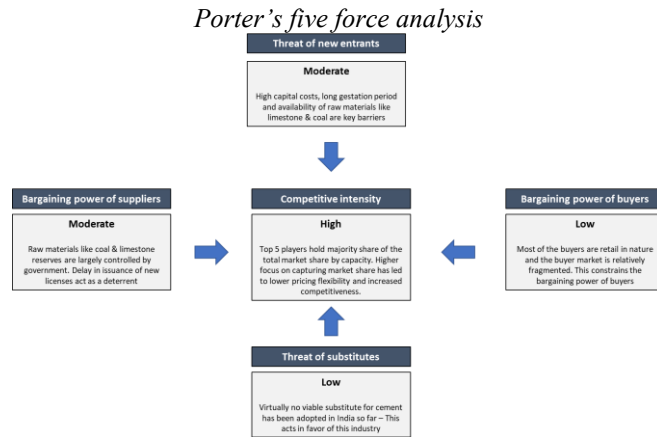 Porter’s five force analysis
Threat of new entrants
Moderate
High capital costs, long gestation period
and availability of raw materials like
limestone & coal are key barriers
Bargaining power of suppliers
Moderate
Raw materials like coal & limestone
reserves are largely controlled by
government. Delay in issuance of new
licenses act as a deterrent
Competitive intensity
High
Top 5 players hold majority share of the
total market share by capacity. Higher
focus on capturing market share has led
to lower pricing flexibility and increased
competitiveness.
Bargaining power of buyers
Low
Most of the buyers are retail in nature
and the buyer market is relatively
fragmented. This constrains the
bargaining power of buyers
Threat of substitutes
Low
Virtually no viable substitute for cement
has been adopted in India so far – This
acts in favor of this industry